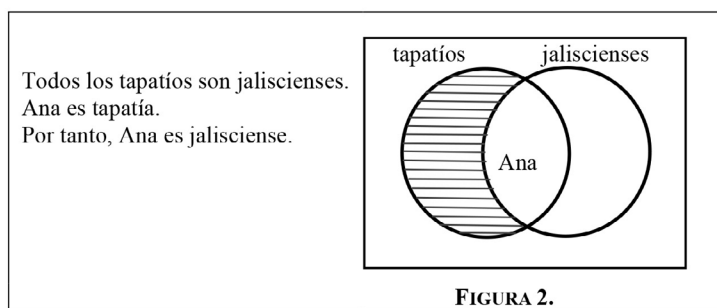 Todos los tapatíos son jaliscienses.
Ana es tapatía.
Por tanto, Ana es jalisciense.
tapatíos jaliscienses
Ana
FIGURA 2.